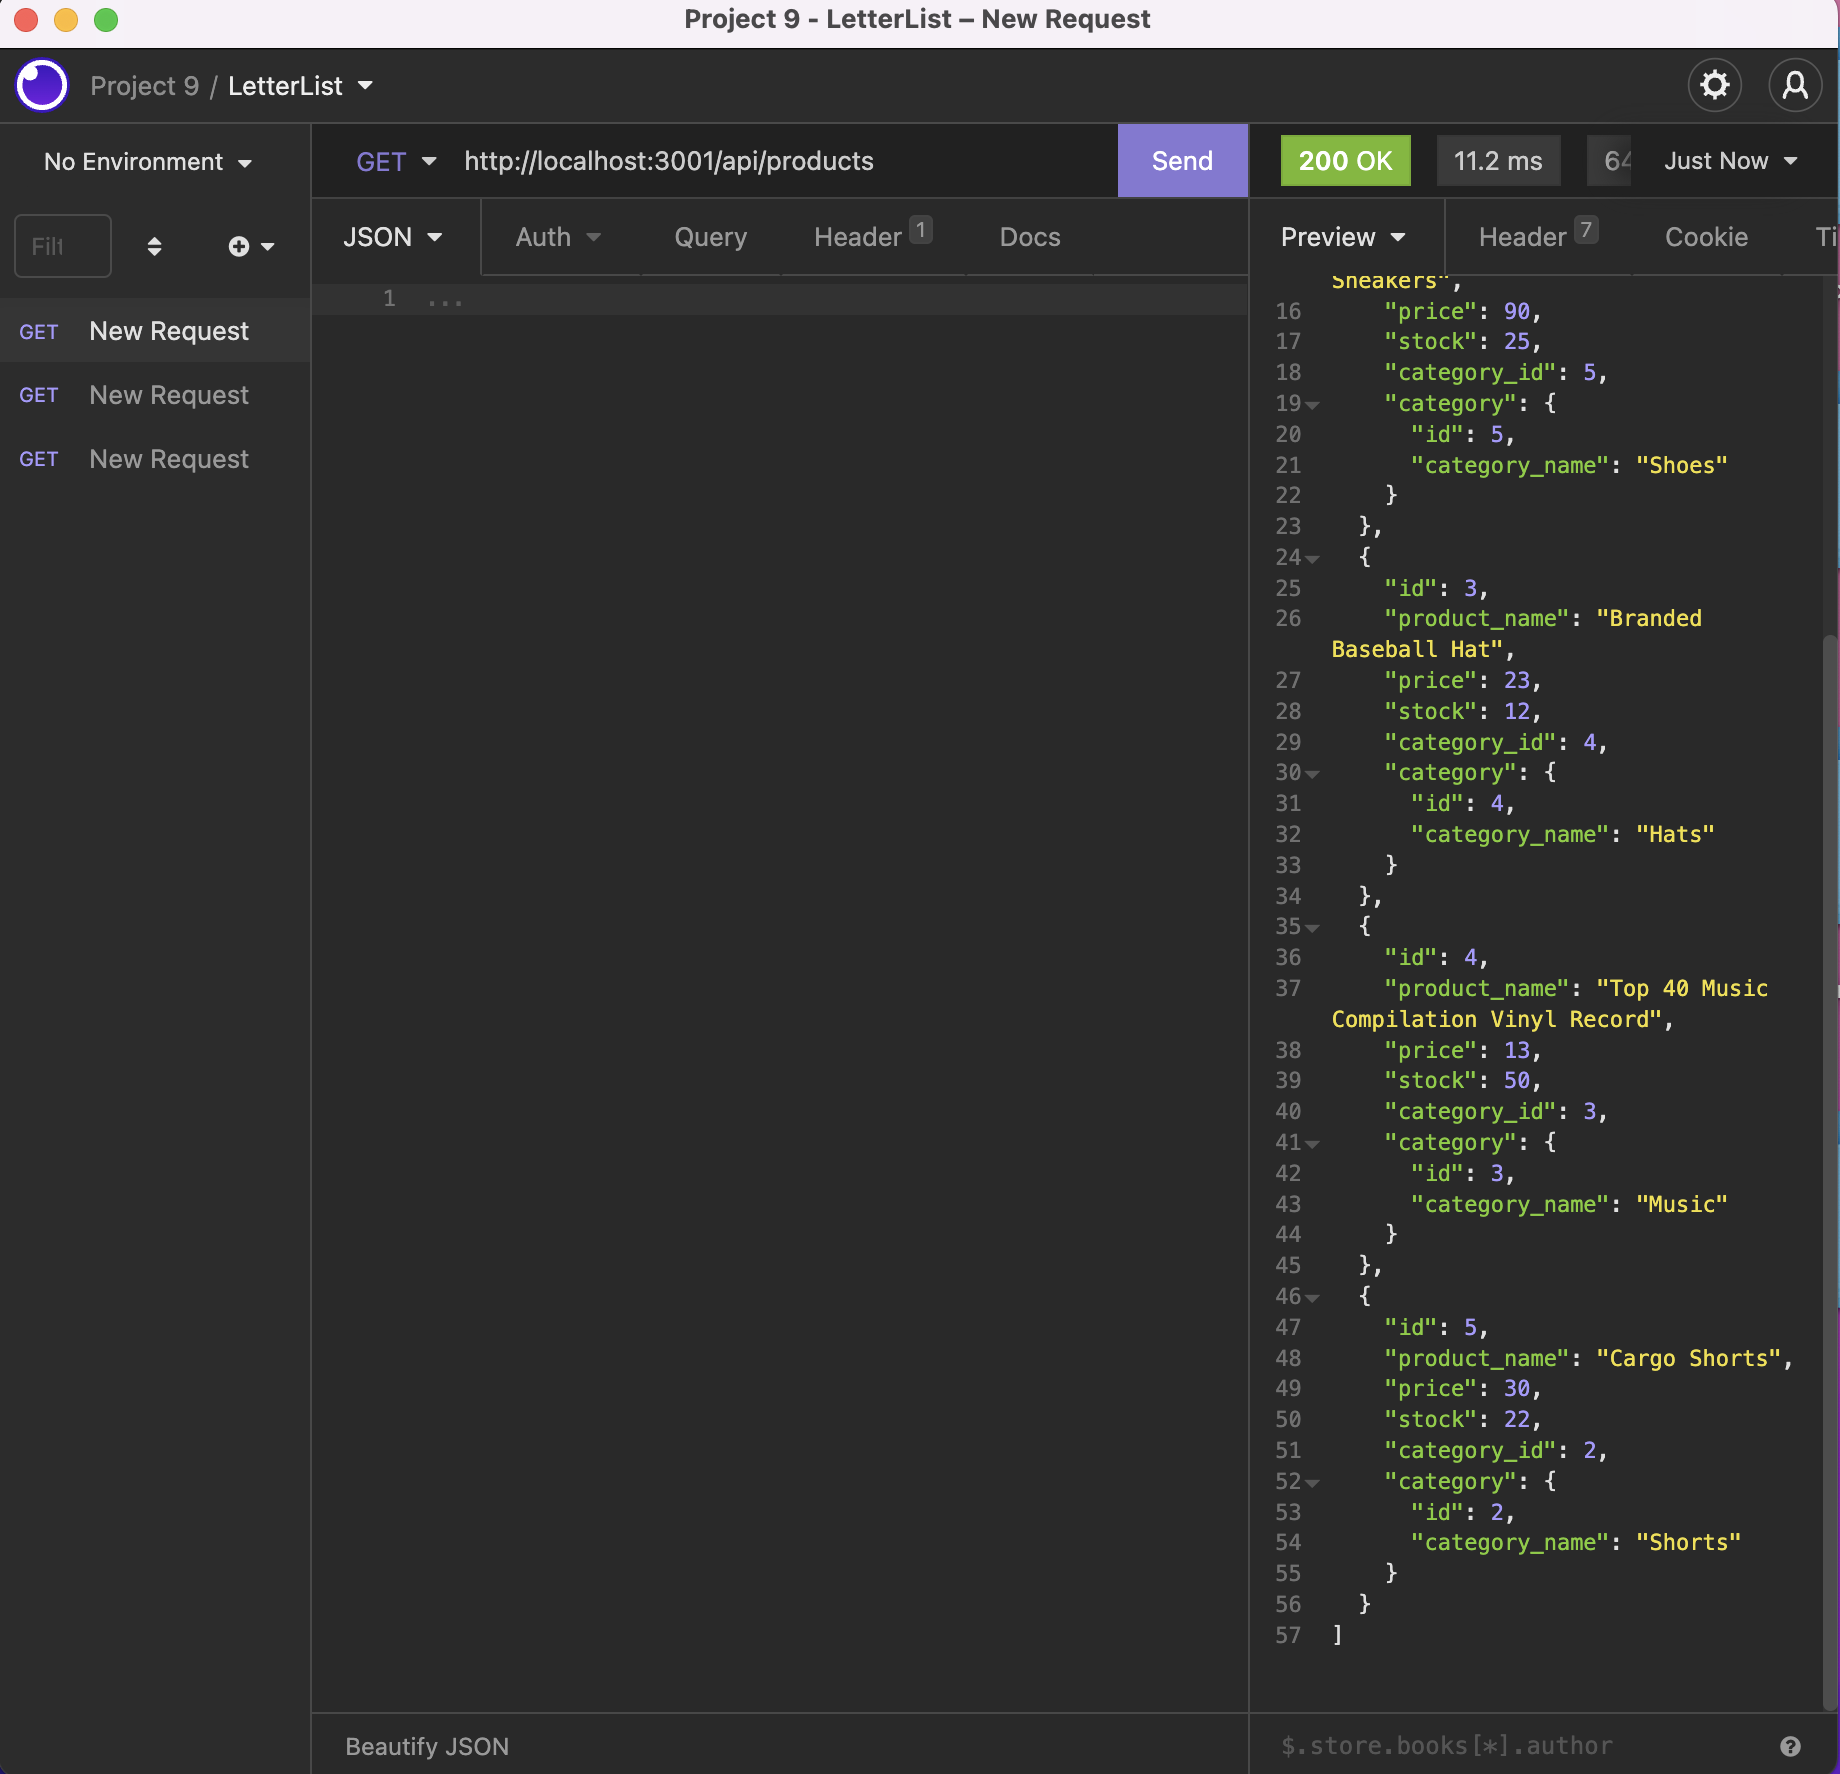 Project 9 - LetterList – New Request
Project 9 / LetterList
No Environment
GET http://localhost:3001/api/products
Send
200 OK
11.2 ms
Just Now
JSON
Auth
Query
Header 1
Docs
Preview
Header 7
Cookie
GET New Request
GET New Request
GET New Request
1 ...
Sneakers",
16 "price": 90,
17 "stock": 25,
18 "category_id": 5,
19 "category": {
20 "id": 5,
21 "category_name": "Shoes"
22 }
23 },
24 {
25 "id": 3,
26 "product_name": "Branded
Baseball Hat",
27 "price": 23,
28 "stock": 12,
29 "category_id": 4,
30 "category": {
31 "id": 4,
32 "category_name": "Hats"
33 }
34 },
35 {
36 "id": 4,
37 "product_name": "Top 40 Music
Compilation Vinyl Record",
38 "price": 13,
39 "stock": 50,
40 "category_id": 3,
41 "category": {
42 "id": 3,
43 "category_name": "Music"
44 }
45 },
46 {
47 "id": 5,
48 "product_name": "Cargo Shorts",
49 "price": 30,
50 "stock": 22,
51 "category_id": 2,
52 "category": {
53 "id": 2,
54 "category_name": "Shorts"
55 }
56 }
57 ]
Beautify JSON
$.store.books[*].author